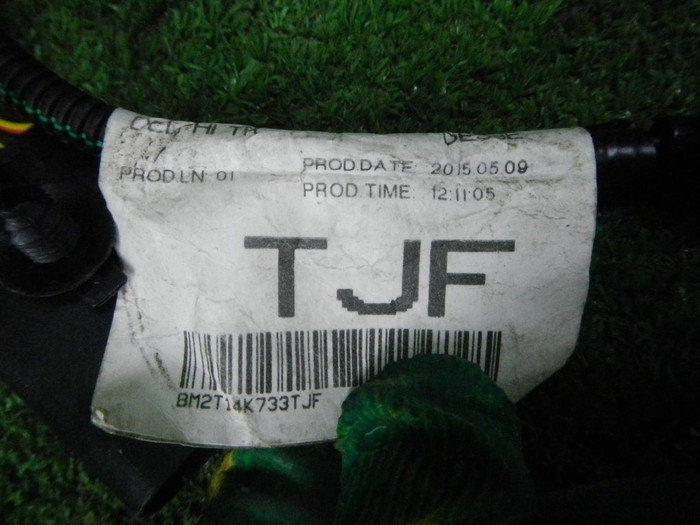 PROD.LN: 01
PROD.DATE: 2015.05.09
PROD.TIME: 12:11:05
TJF
BM2T14K733TJF